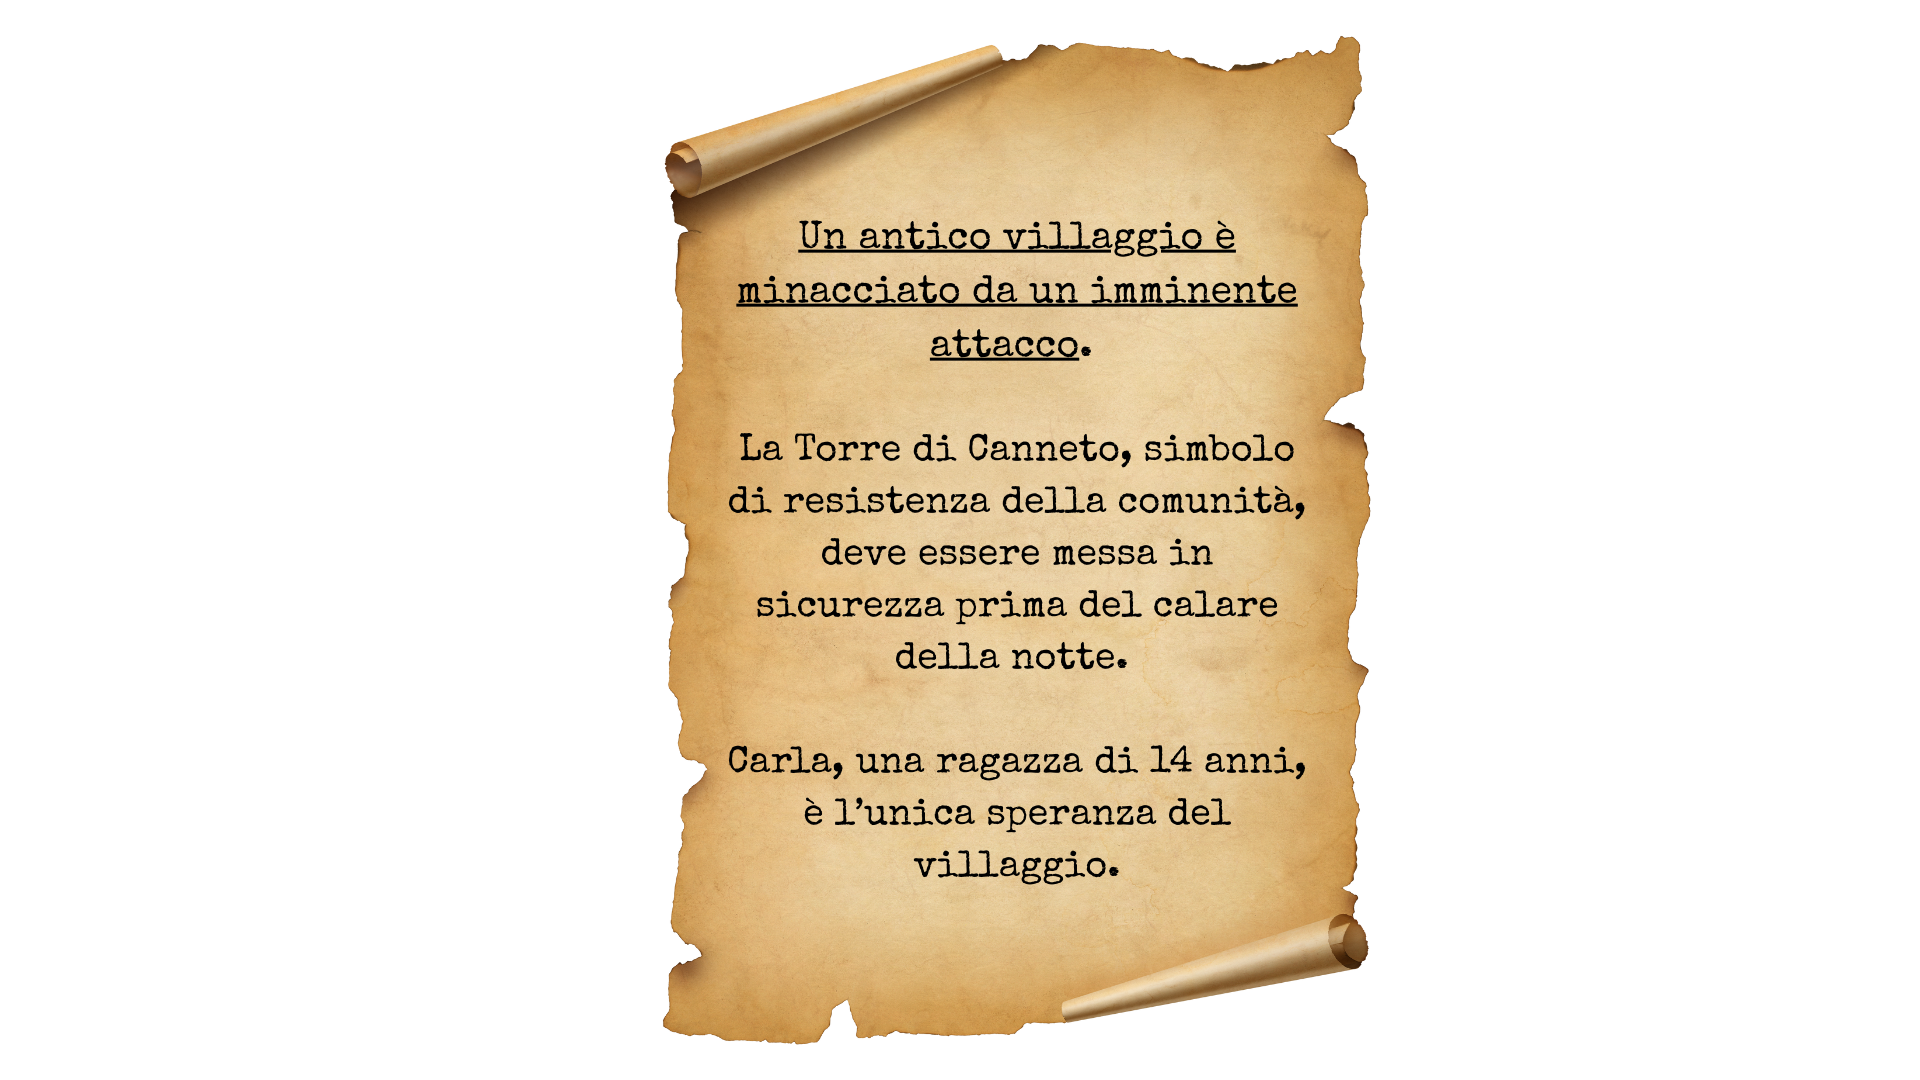 Un antico villaggio è
minacciato da un imminente
attacco.
La Torre di Canneto, simbolo
di resistenza della comunità,
deve essere messa in
sicurezza prima del calare
della notte.
Carla, una ragazza di 14 anni,
è l’unica speranza del
villaggio.